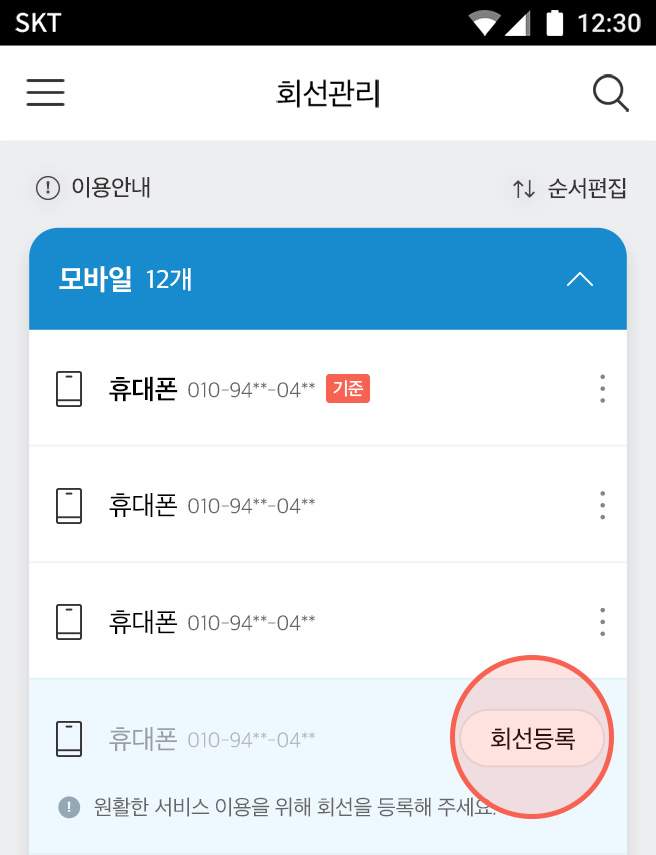 SKT 12:30
회선관리
이용안내 순서편집
모바일 12개
휴대폰 010-94**-04** 기준
휴대폰 010-94**-04**
휴대폰 010-94**-04**
휴대폰 010-94**-04** 회선등록
원활한 서비스 이용을 위해 회선을 등록해 주세요.